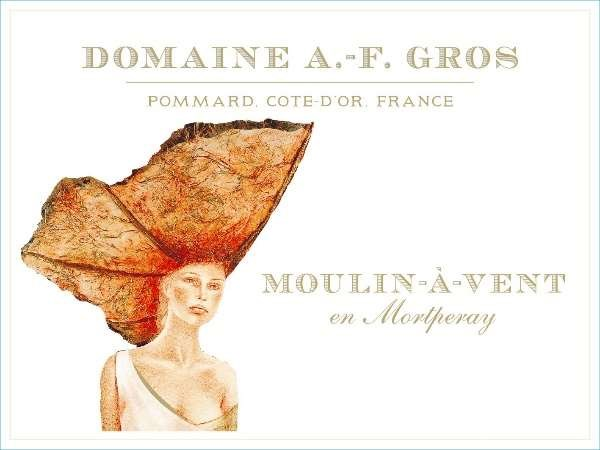 DOMAINE A.-F. GROS
POMMARD, COTE-D'OR, FRANCE
MOULIN-À-VENT
en Mortperay